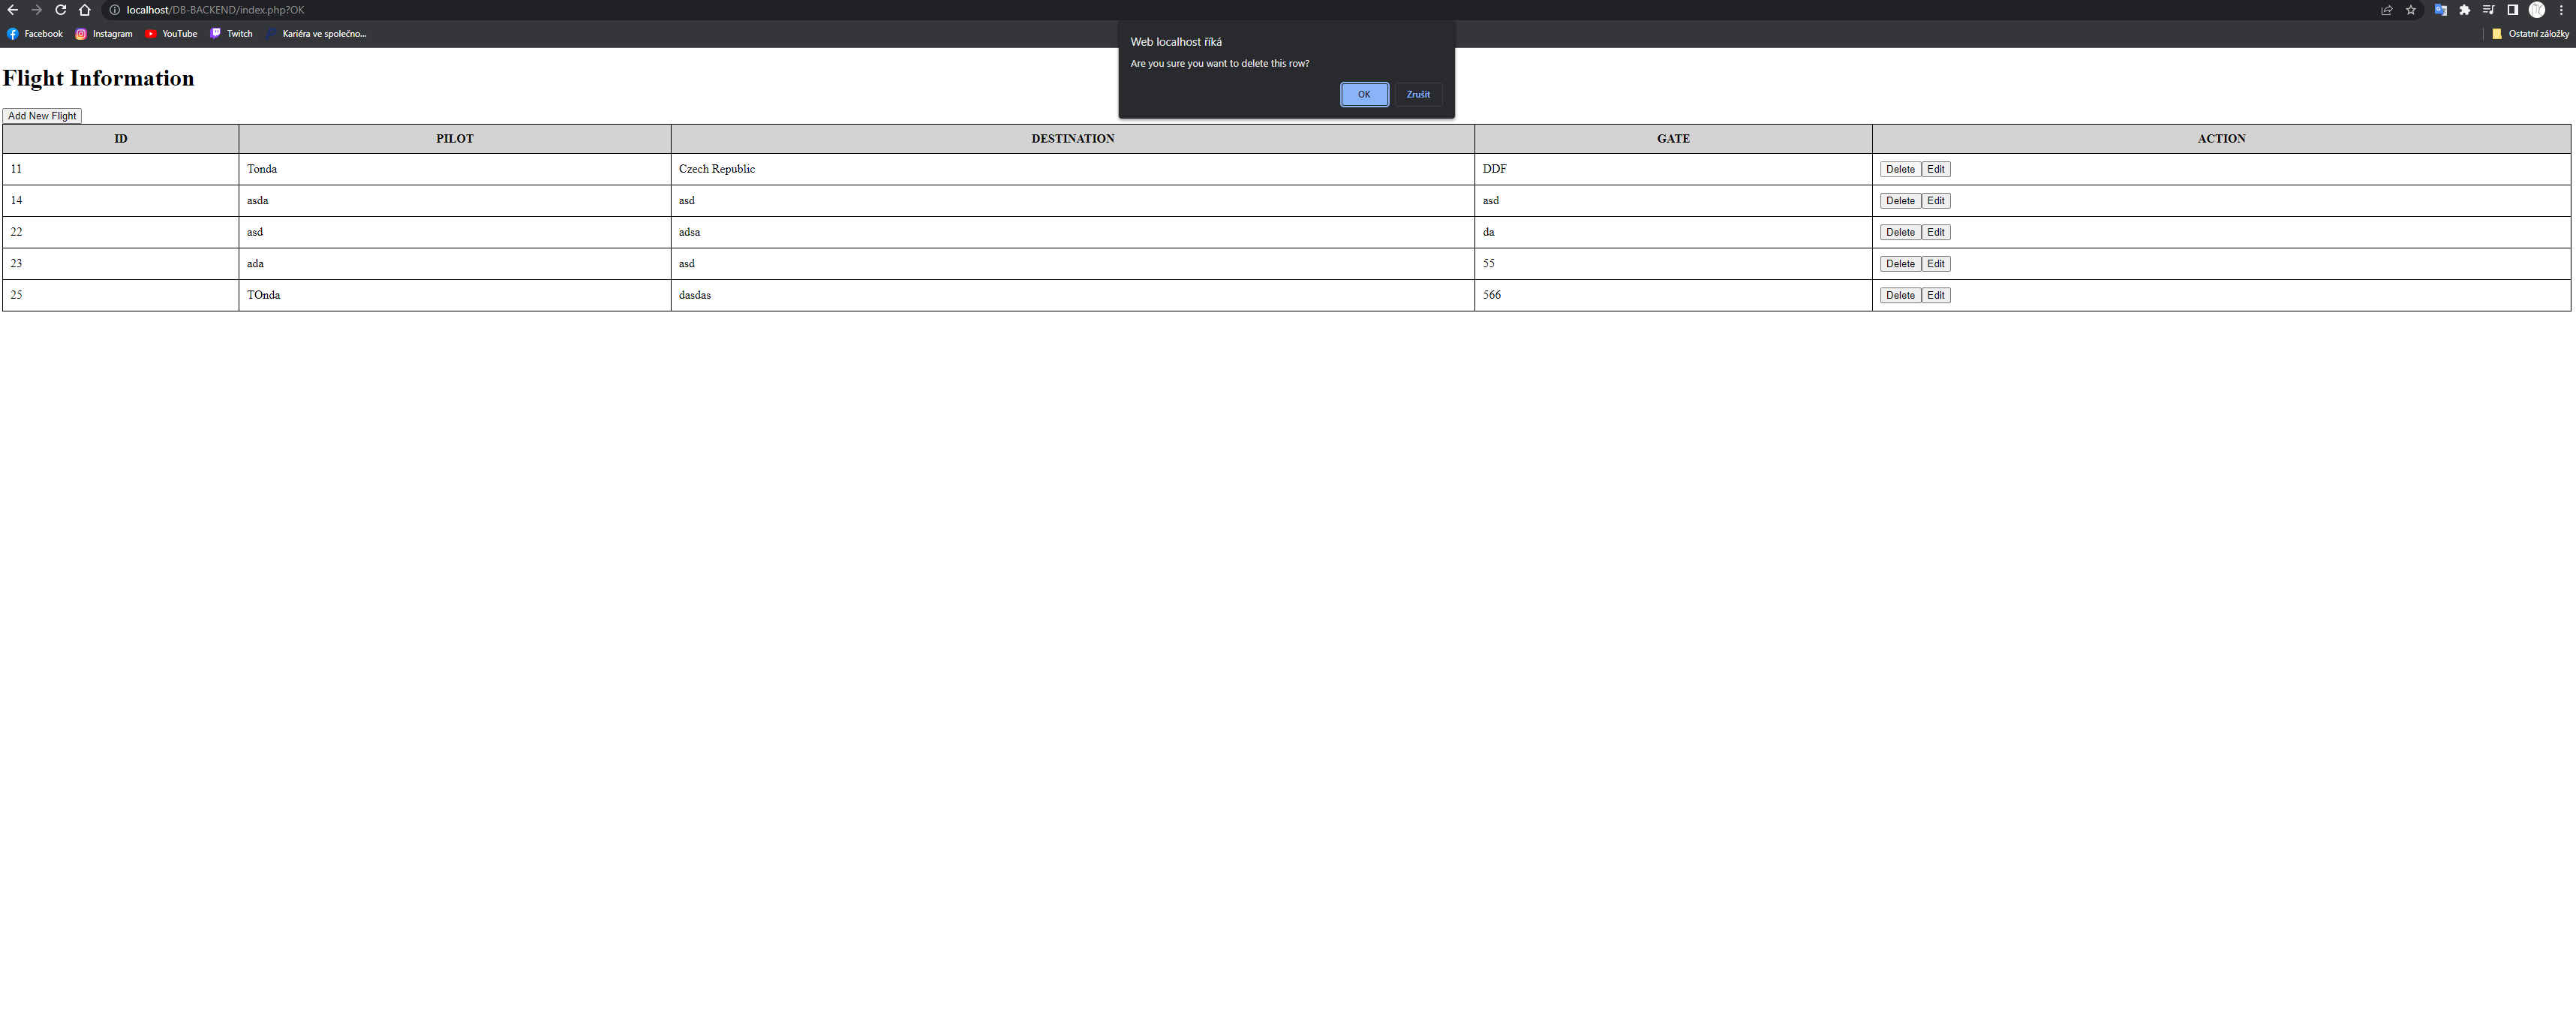 localhost/DB-BACKEND/index.php?OK
Facebook Instagram YouTube Twitch Kariéra ve společno... Ostatní záložky
Web localhost říká
Are you sure you want to delete this row?
OK Zrušit
Flight Information
Add New Flight
ID PILOT DESTINATION GATE ACTION
11 Tonda Czech Republic DDF Delete Edit
14 asda asd asd Delete Edit
22 asd adsa da Delete Edit
23 ada asd 55 Delete Edit
25 TOnda dasdas 566 Delete Edit